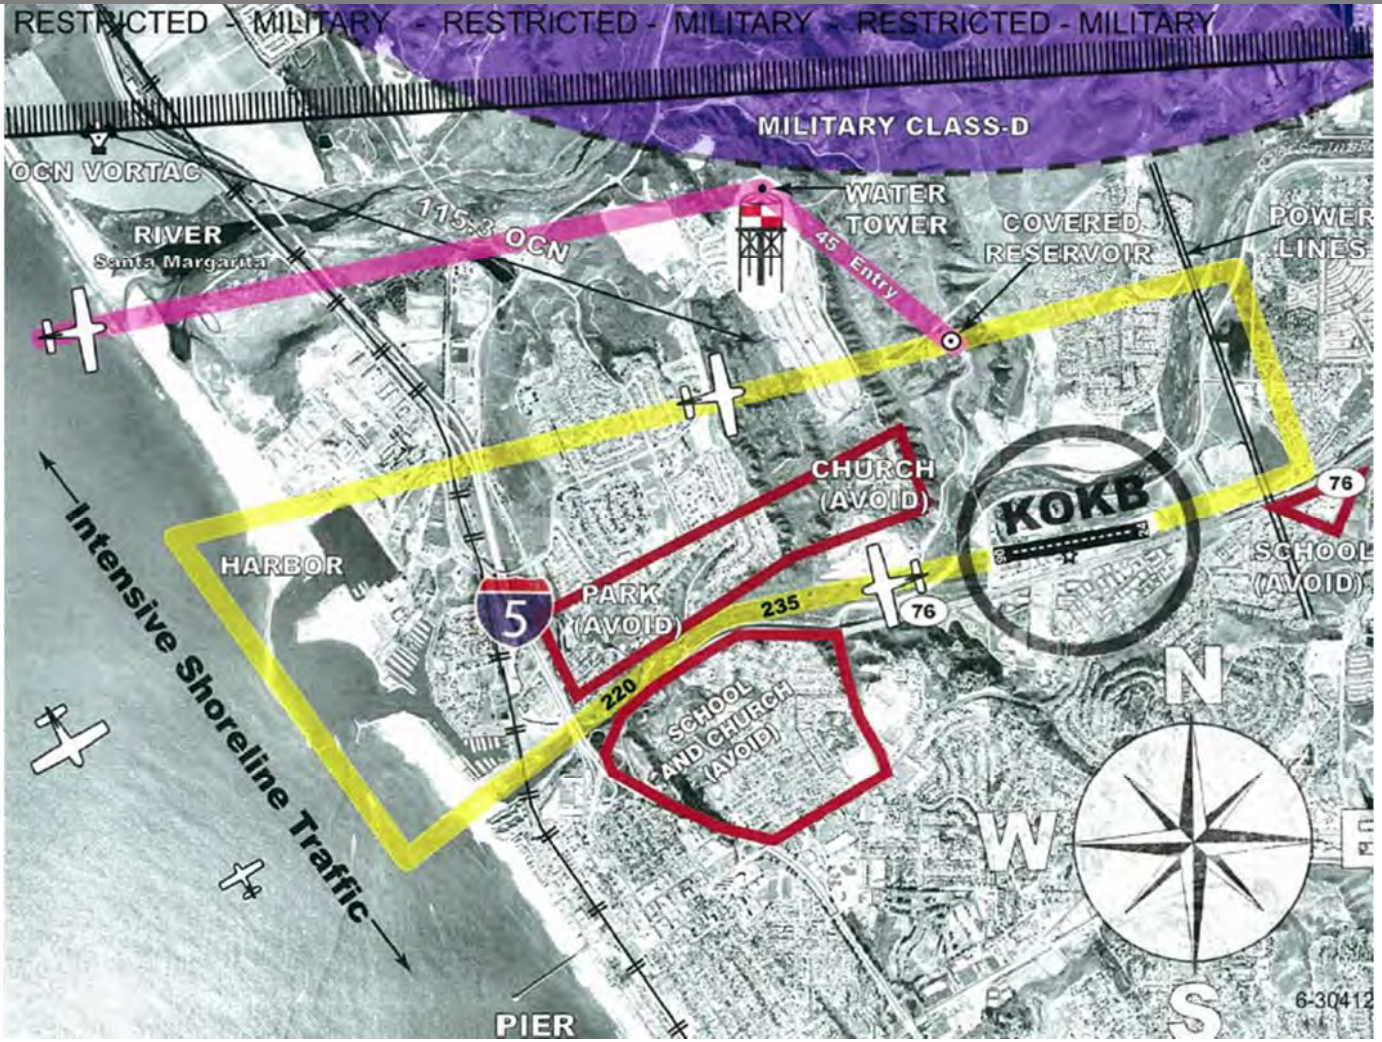 RESTRICTED - MILITARY - RESTRICTED - MILITARY - RESTRICTED - MILITARY
MILITARY CLASS-D
OCN VORTAC
115-3 OCN
WATER
TOWER
COVERED
RESERVOIR
POWER
LINES
RIVER
Santa Margarita
45 Entry
CHURCH
(AVOID)
KOKB
06
24
76
SCHOOL
(AVOID)
HARBOR
5
PARK
(AVOID)
235
76
220
SCHOOL
AND CHURCH
(AVOID)
Intensive Shoreline Traffic
N
W
E
S
PIER
6-30412